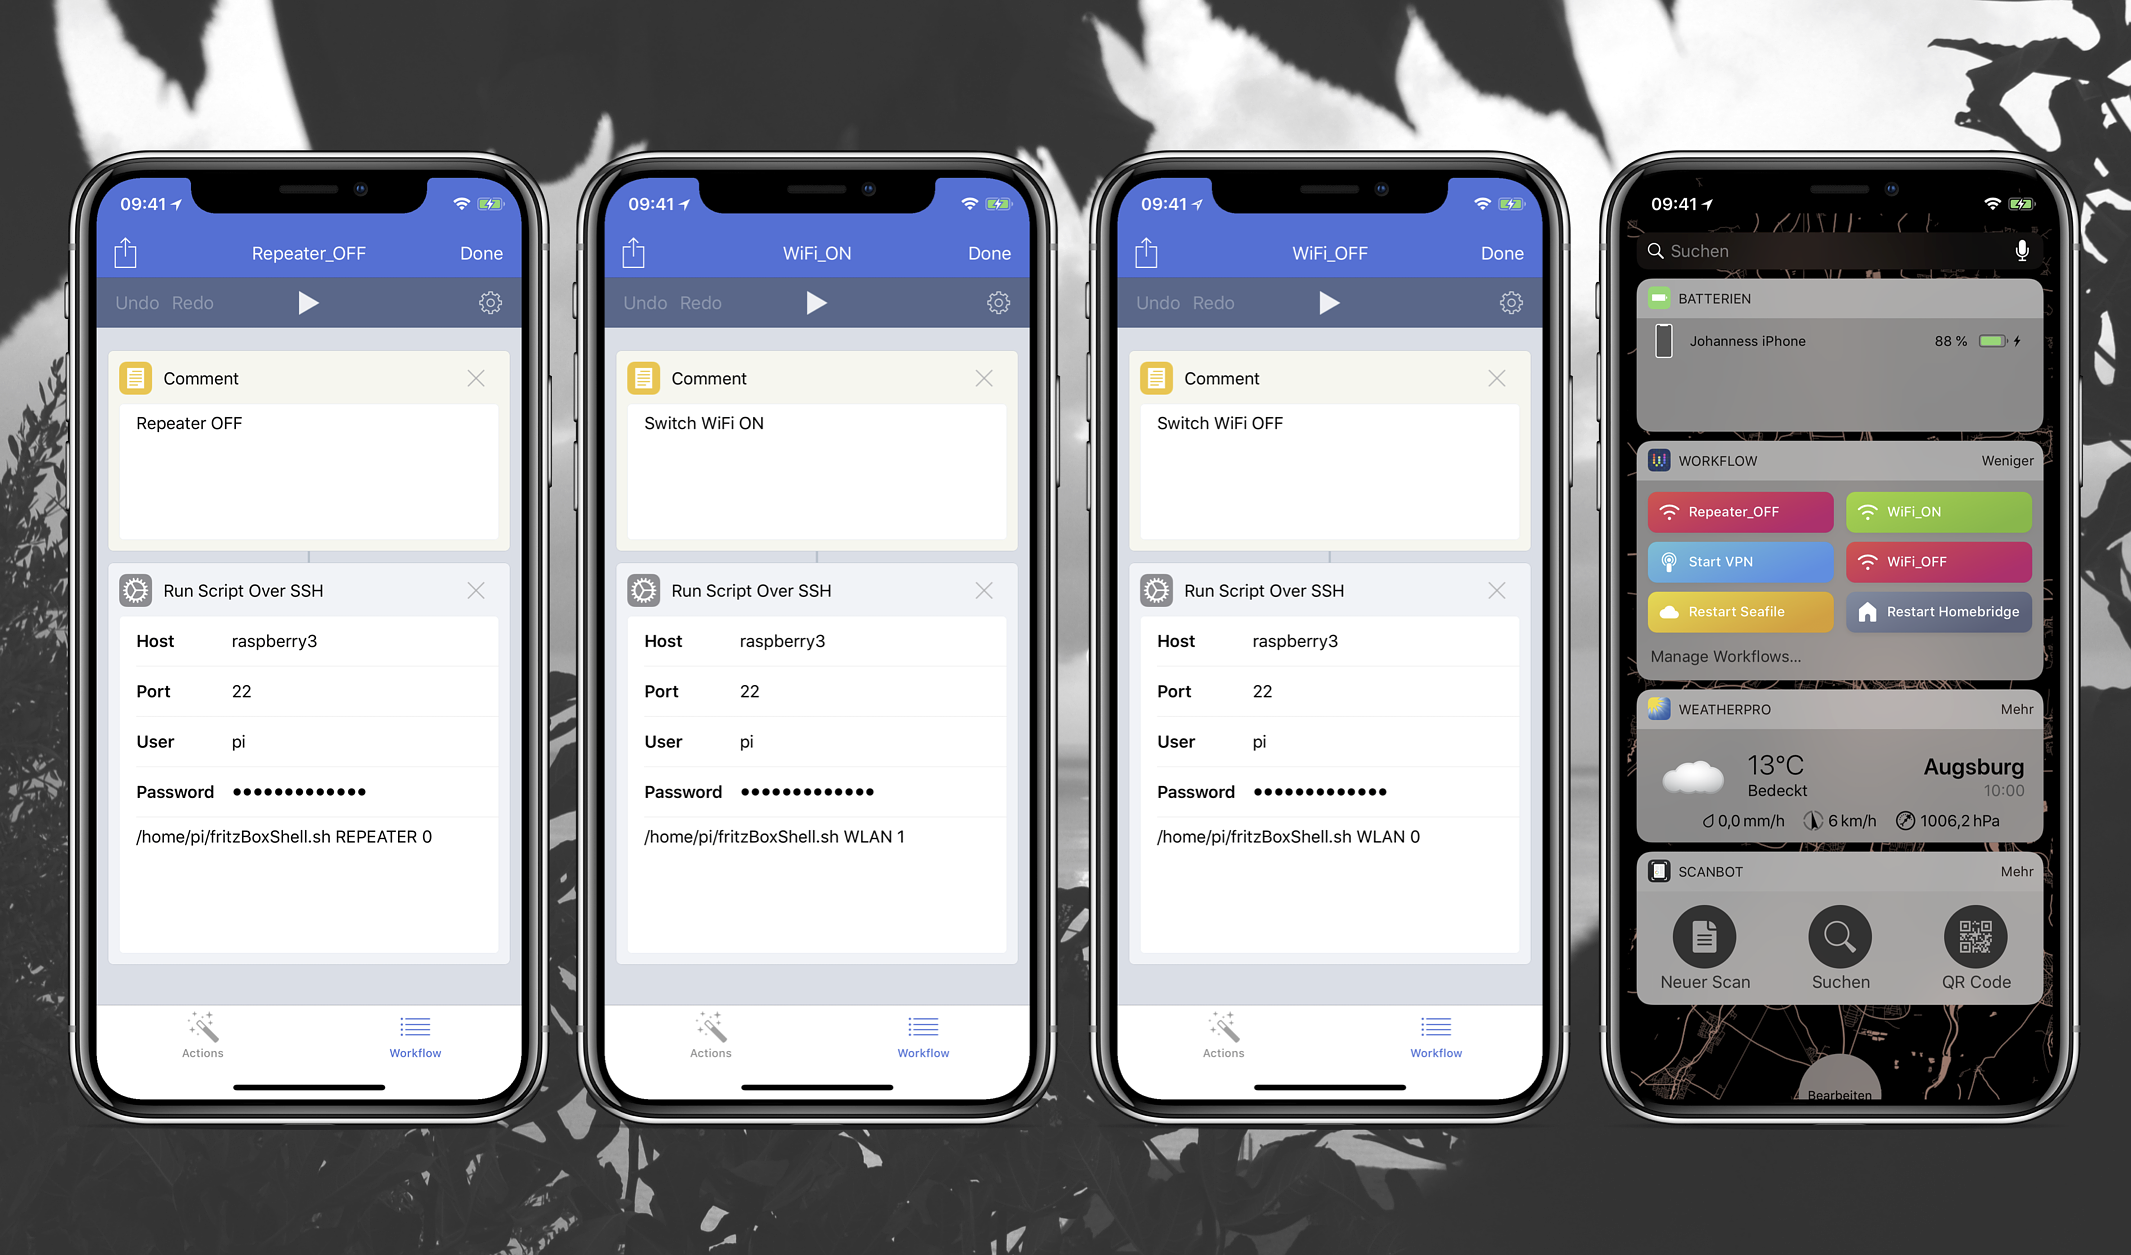 09:41
Repeater_OFF
Done
Undo Redo
Comment
Repeater OFF
Run Script Over SSH
Host raspberry3
Port 22
User pi
Password •••••••••••••
/home/pi/fritzBoxShell.sh REPEATER 0
Actions
Workflow
09:41
WiFi_ON
Done
Undo Redo
Comment
Switch WiFi ON
Run Script Over SSH
Host raspberry3
Port 22
User pi
Password •••••••••••••
/home/pi/fritzBoxShell.sh WLAN 1
Actions
Workflow
09:41
WiFi_OFF
Done
Undo Redo
Comment
Switch WiFi OFF
Run Script Over SSH
Host raspberry3
Port 22
User pi
Password •••••••••••••
/home/pi/fritzBoxShell.sh WLAN 0
Actions
Workflow
09:41
Suchen
BATTERIEN
Johanness iPhone 88 %
WORKFLOW Weniger
Repeater_OFF WiFi_ON
Start VPN WiFi_OFF
Restart Seafile Restart Homebridge
Manage Workflows...
WEATHERPRO Mehr
13°C Augsburg
Bedeckt 10:00
0,0 mm/h 6 km/h 1006,2 hPa
SCANBOT Mehr
Neuer Scan Suchen QR Code
Bearbeiten